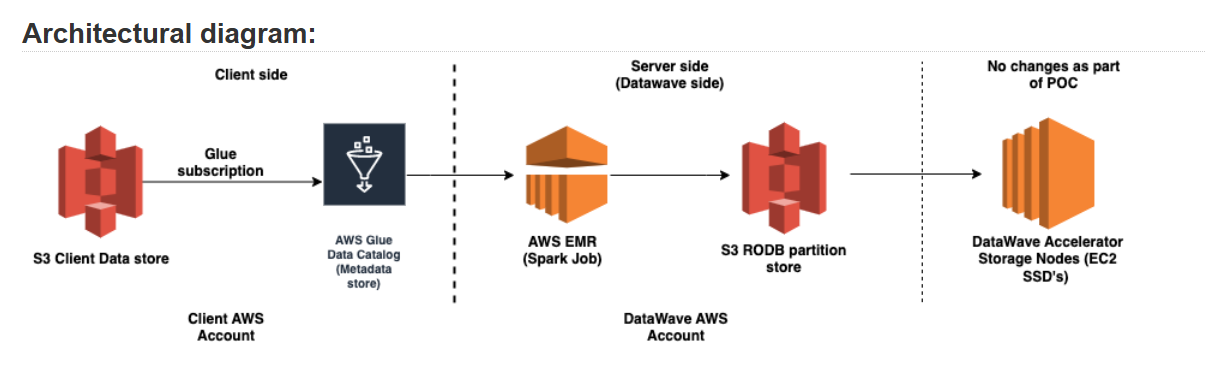 Architectural diagram:
Client side
Server side
(Datawave side)
No changes as part
of POC
Glue
subscription
S3 Client Data store
AWS Glue
Data Catalog
(Metadata
store)
AWS EMR
(Spark Job)
S3 RODB partition
store
DataWave Accelerator
Storage Nodes (EC2
SSD's)
Client AWS
Account
DataWave AWS
Account